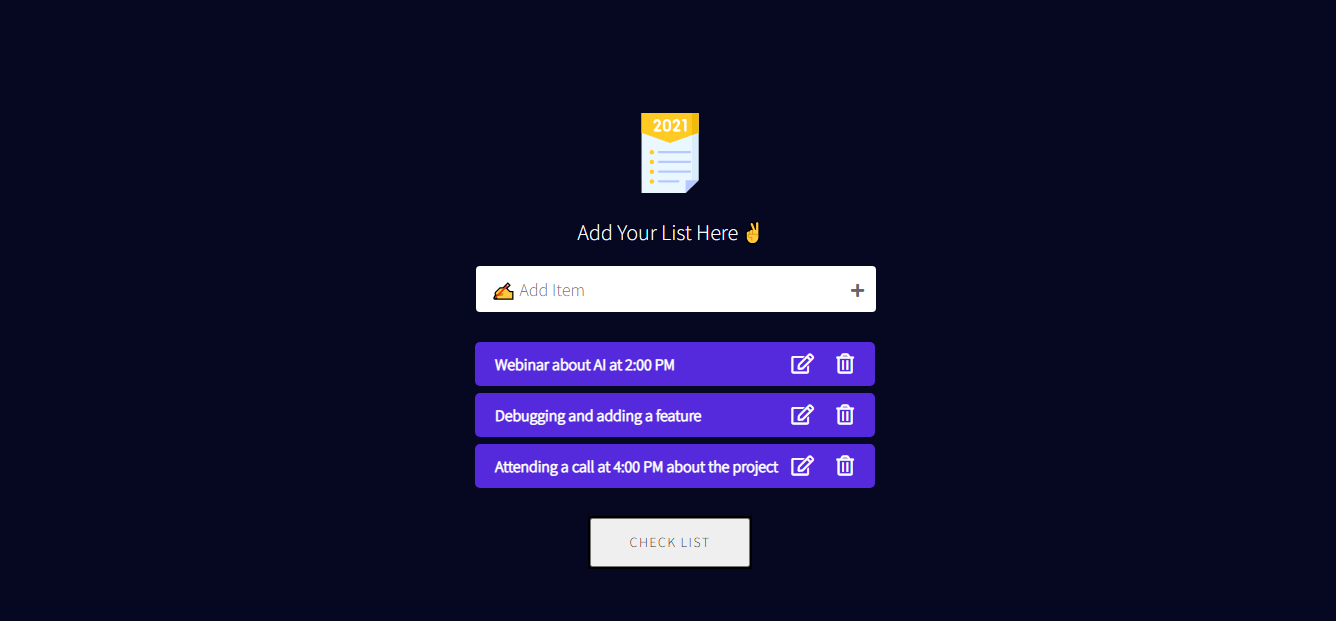 2021
Add Your List Here ✌
✍ Add Item
Webinar about AI at 2:00 PM
Debugging and adding a feature
Attending a call at 4:00 PM about the project
CHECK LIST